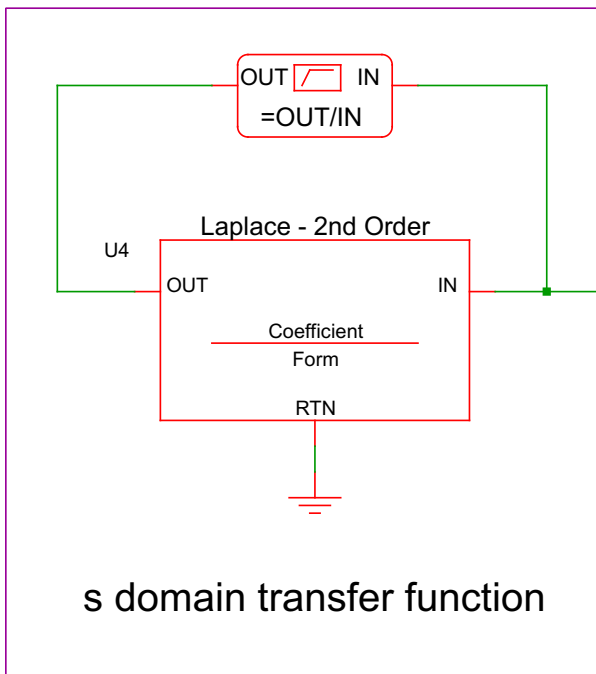 OUT IN
=OUT/IN
Laplace - 2nd Order
U4
OUT IN
Coefficient
Form
RTN
s domain transfer function